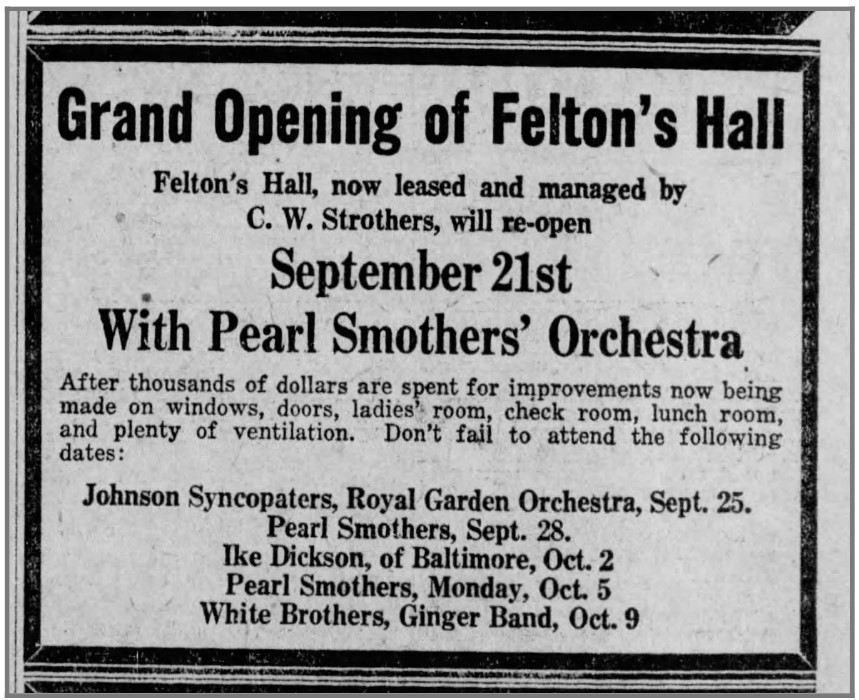 Grand Opening of Felton's Hall
Felton's Hall, now leased and managed by
C. W. Strothers, will re-open
September 21st
With Pearl Smothers' Orchestra
After thousands of dollars are spent for improvements now being
made on windows, doors, ladies' room, check room, lunch room,
and plenty of ventilation. Don't fail to attend the following
dates:
Johnson Syncopaters, Royal Garden Orchestra, Sept. 25.
Pearl Smothers, Sept. 28.
Ike Dickson, of Baltimore, Oct. 2
Pearl Smothers, Monday, Oct. 5
White Brothers, Ginger Band, Oct. 9